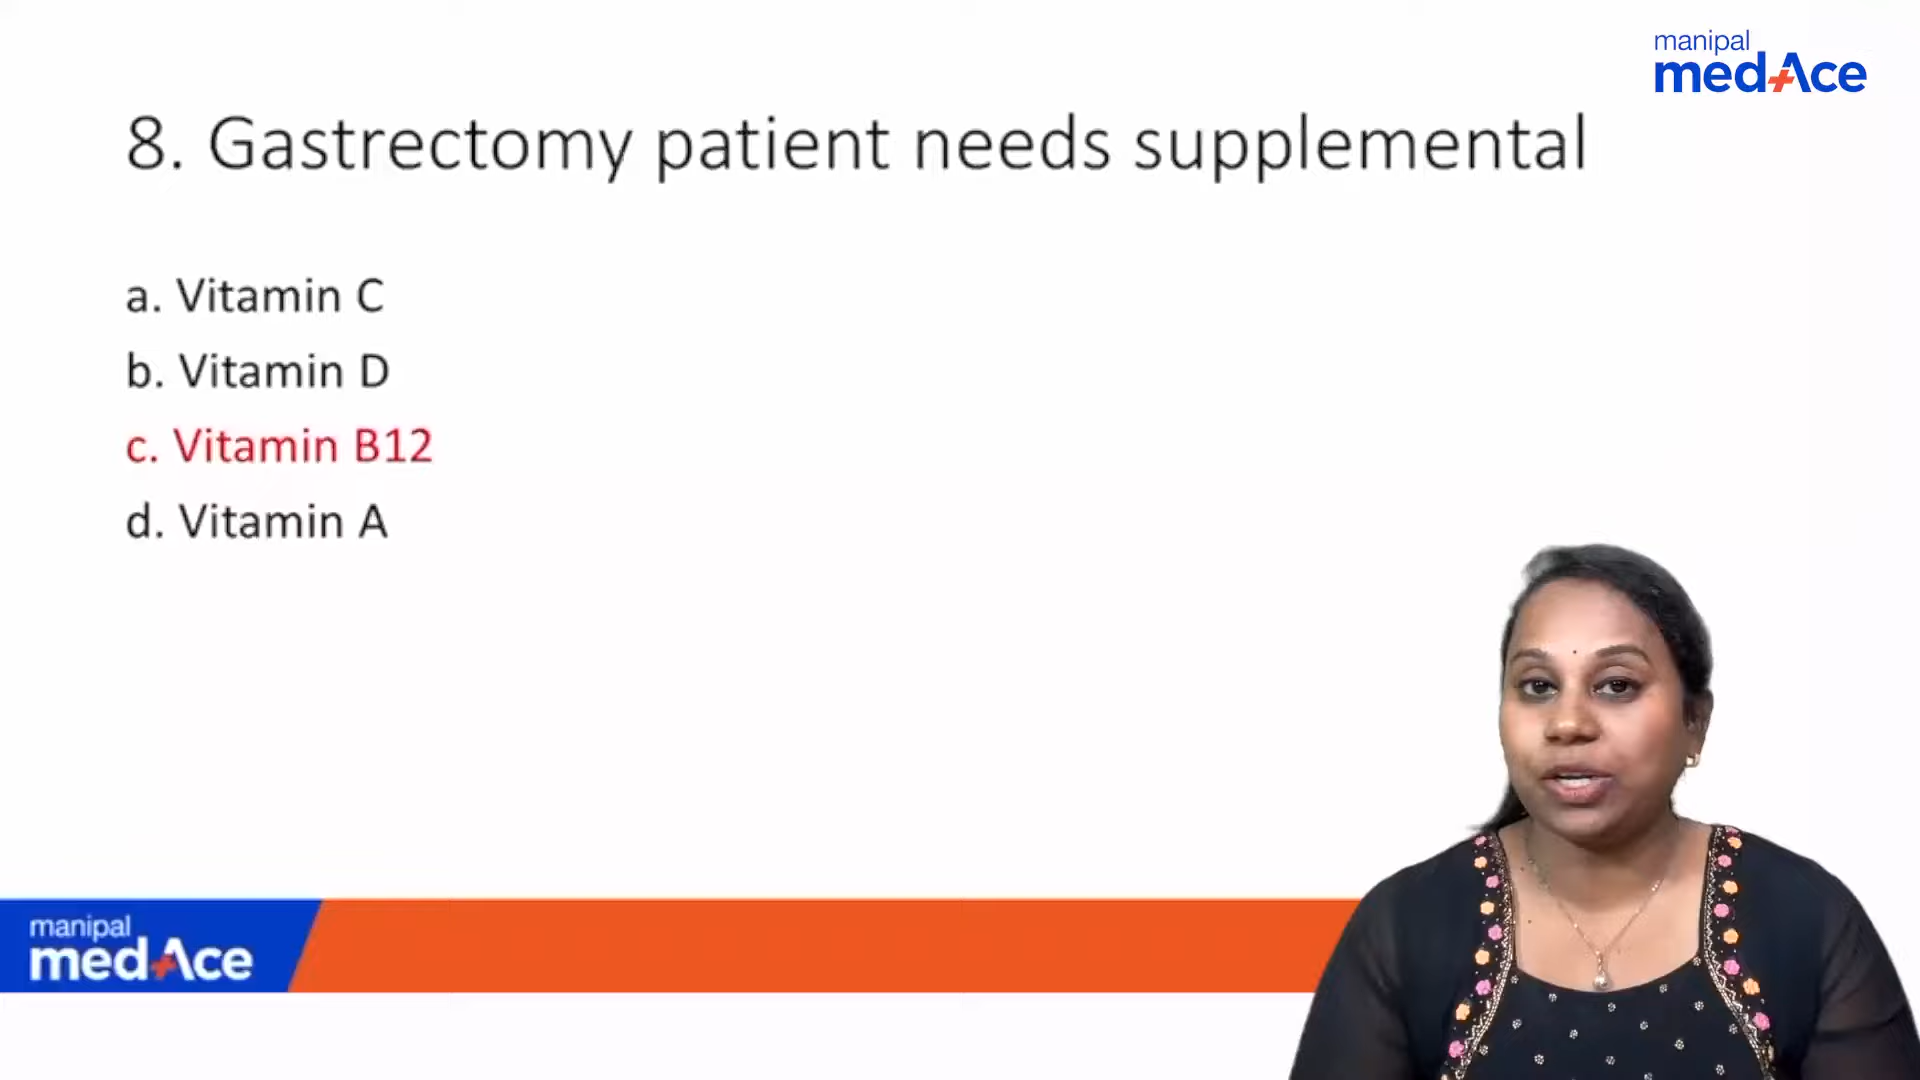 manipal
medAce
8. Gastrectomy patient needs supplemental
a. Vitamin C
b. Vitamin D
c. Vitamin B12
d. Vitamin A
manipal
medAce